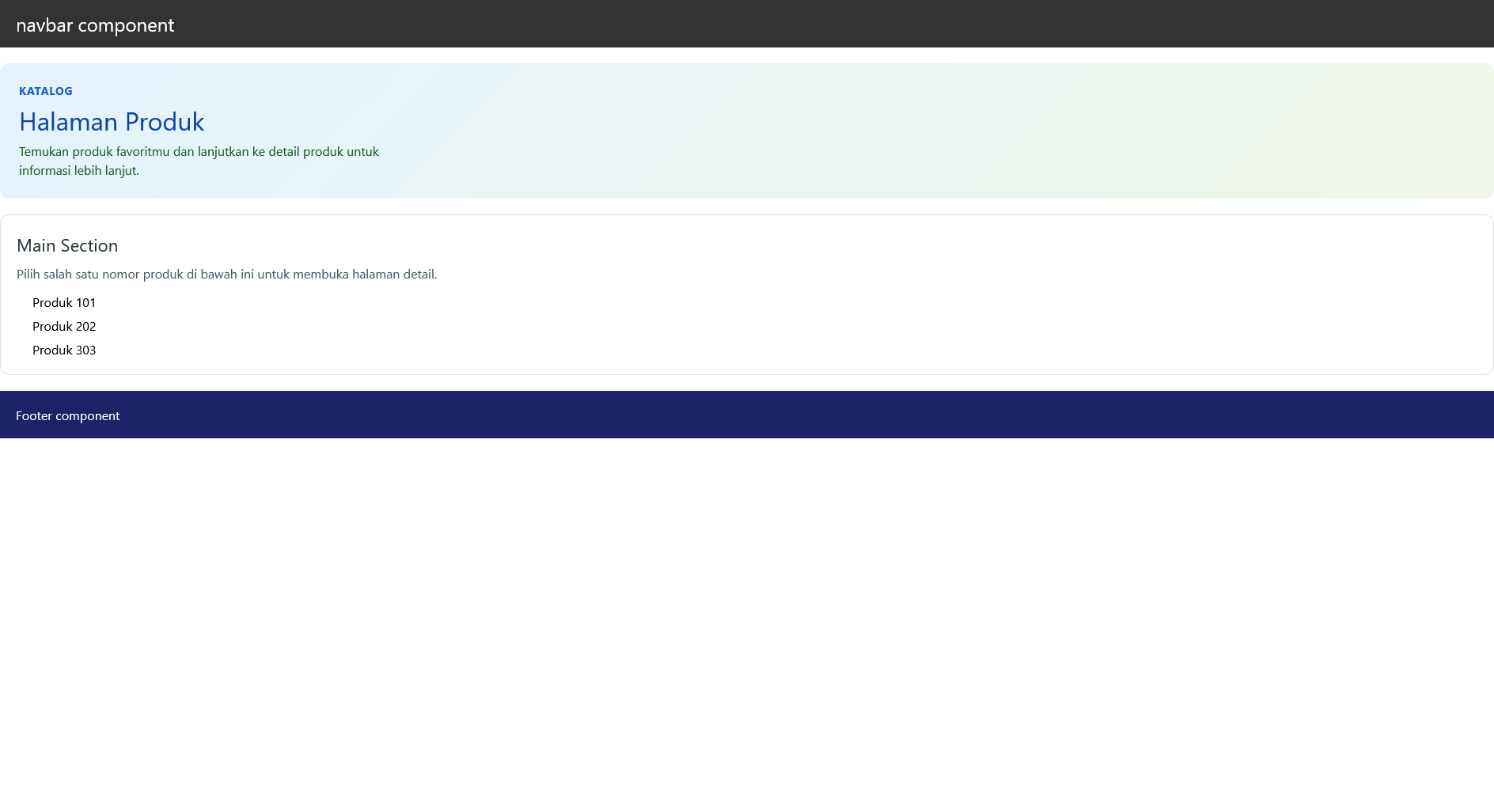 navbar component
KATALOG
Halaman Produk
Temukan produk favoritmu dan lanjutkan ke detail produk untuk
informasi lebih lanjut.
Main Section
Pilih salah satu nomor produk di bawah ini untuk membuka halaman detail.
Produk 101
Produk 202
Produk 303
Footer component